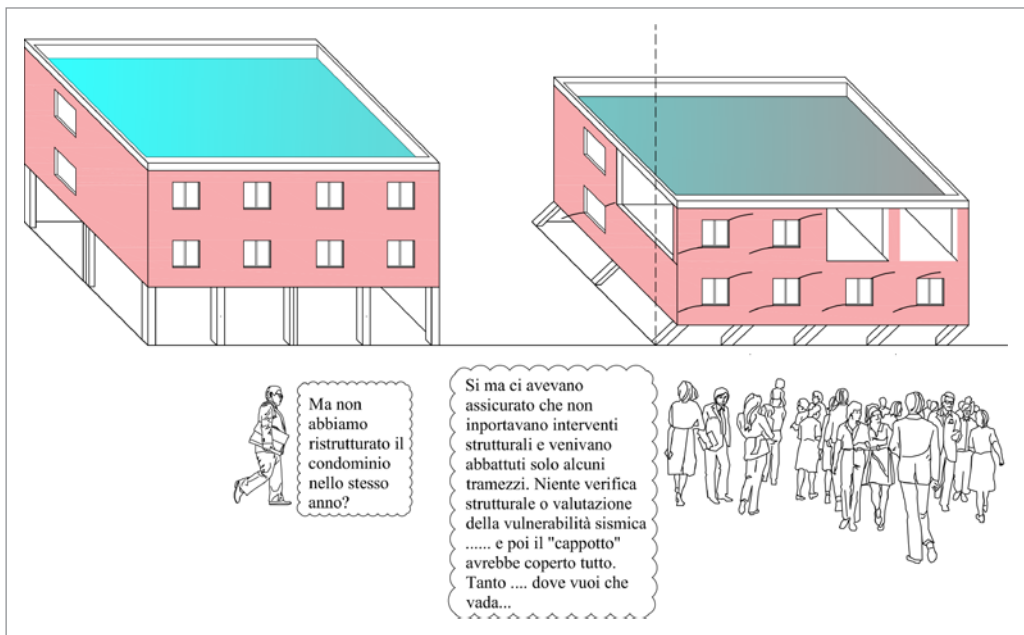 Ma non
abbiamo
ristrutturato il
condominio
nello stesso
anno?
Si ma ci avevano
assicurato che non
inportavano interventi
strutturali e venivano
abbattuti solo alcuni
tramezzi. Niente verifica
strutturale o valutazione
della vulnerabilità sismica
...... e poi il "cappotto"
avrebbe coperto tutto.
Tanto .... dove vuoi che
vada...